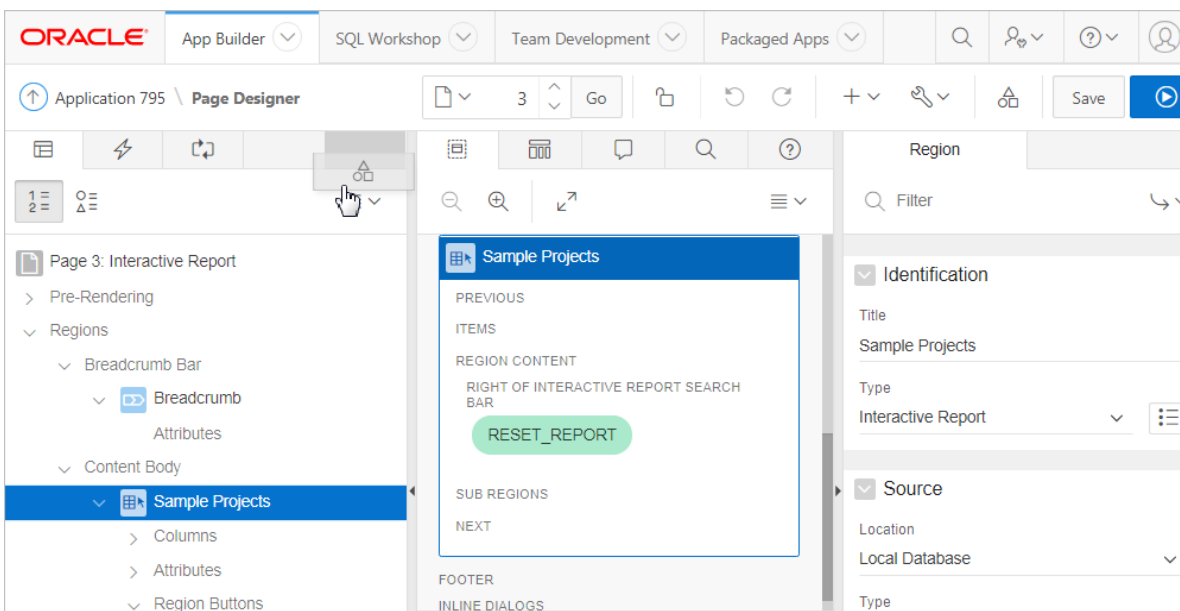 ORACLE
App Builder
SQL Workshop
Team Development
Packaged Apps
Application 795 \ Page Designer
3
Go
Save
Region
1 =
2 =
Filter
Page 3: Interactive Report
Pre-Rendering
Regions
Breadcrumb Bar
Breadcrumb
Attributes
Content Body
Sample Projects
Columns
Attributes
Region Buttons
Sample Projects
PREVIOUS
ITEMS
REGION CONTENT
RIGHT OF INTERACTIVE REPORT SEARCH
BAR
RESET_REPORT
SUB REGIONS
NEXT
FOOTER
INLINE DIALOGS
Identification
Title
Sample Projects
Type
Interactive Report
Source
Location
Local Database
Type